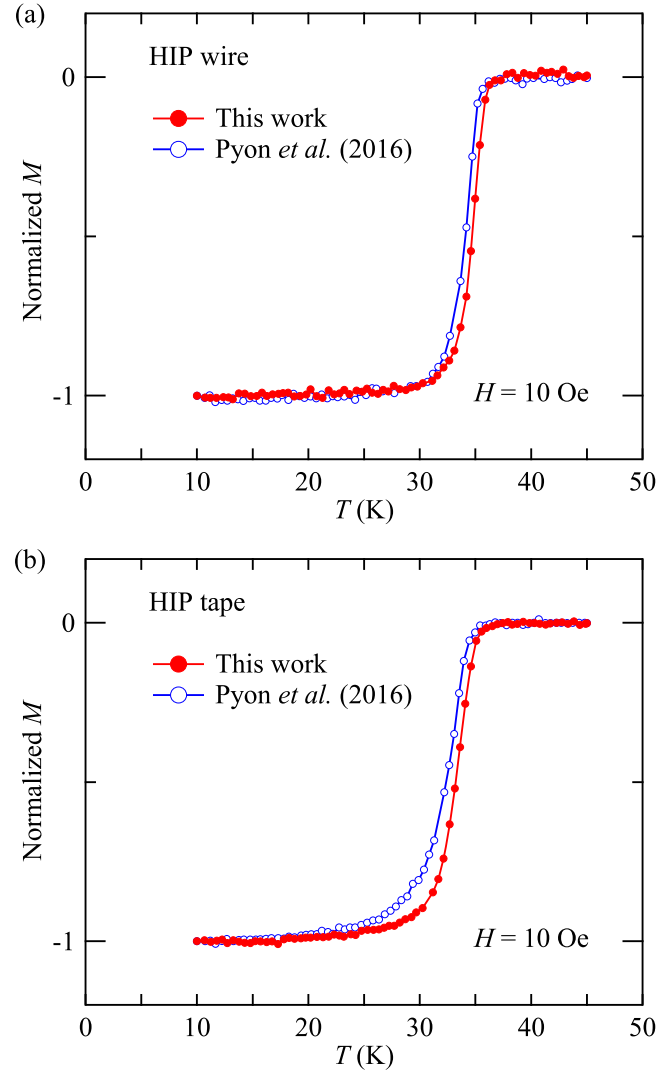 (a)
HIP wire
This work
Pyon et al. (2016)
Normalized M
0
-1
H = 10 Oe
0 10 20 30 40 50
T (K)
(b)
HIP tape
This work
Pyon et al. (2016)
Normalized M
0
-1
H = 10 Oe
0 10 20 30 40 50
T (K)